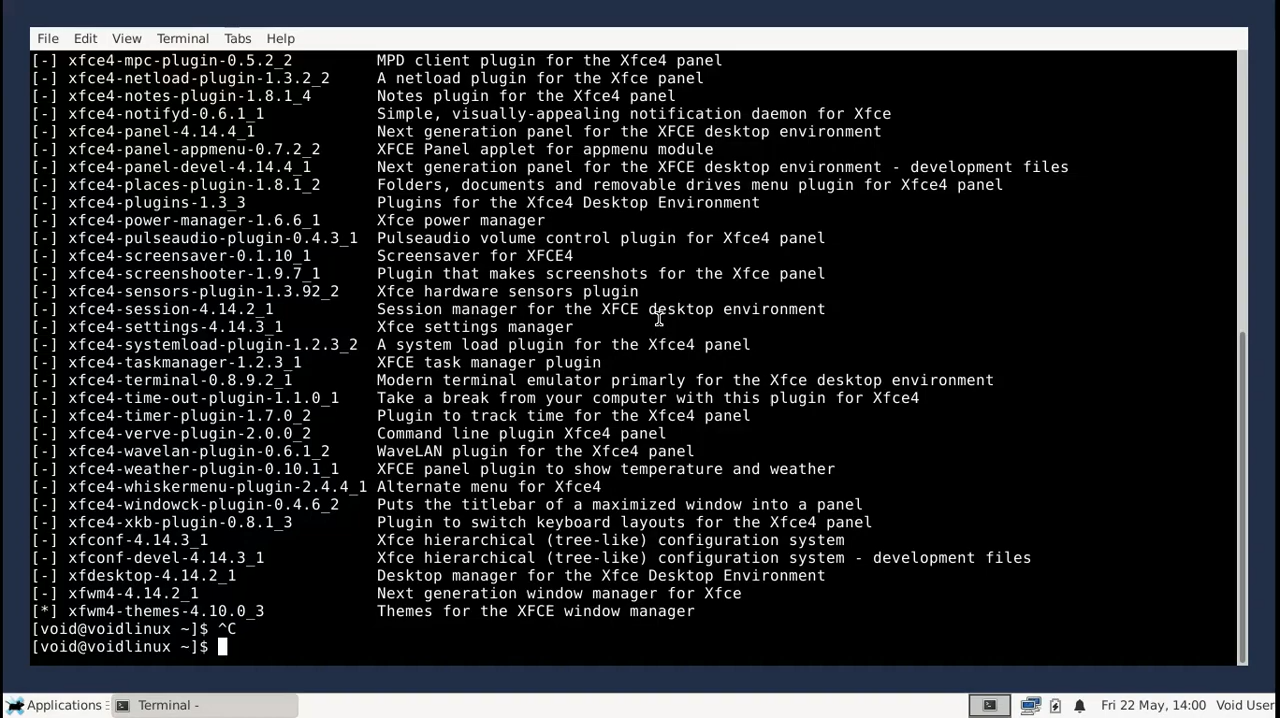 File Edit View Terminal Tabs Help
[-] xfce4-mpc-plugin-0.5.2_2 MPD client plugin for the Xfce4 panel
[-] xfce4-netload-plugin-1.3.2_2 A netload plugin for the Xfce panel
[-] xfce4-notes-plugin-1.8.1_4 Notes plugin for the Xfce4 panel
[-] xfce4-notifyd-0.6.1_1 Simple, visually-appealing notification daemon for Xfce
[-] xfce4-panel-4.14.4_1 Next generation panel for the XFCE desktop environment
[-] xfce4-panel-appmenu-0.7.2_2 XFCE Panel applet for appmenu module
[-] xfce4-panel-devel-4.14.4_1 Next generation panel for the XFCE desktop environment - development files
[-] xfce4-places-plugin-1.8.1_2 Folders, documents and removable drives menu plugin for Xfce4 panel
[-] xfce4-plugins-1.3_3 Plugins for the Xfce4 Desktop Environment
[-] xfce4-power-manager-1.6.6_1 Xfce power manager
[-] xfce4-pulseaudio-plugin-0.4.3_1 Pulseaudio volume control plugin for Xfce4 panel
[-] xfce4-screensaver-0.1.10_1 Screensaver for XFCE4
[-] xfce4-screenshooter-1.9.7_1 Plugin that makes screenshots for the Xfce panel
[-] xfce4-sensors-plugin-1.3.92_2 Xfce hardware sensors plugin
[-] xfce4-session-4.14.2_1 Session manager for the XFCE desktop environment
[-] xfce4-settings-4.14.3_1 Xfce settings manager
[-] xfce4-systemload-plugin-1.2.3_2 A system load plugin for the Xfce4 panel
[-] xfce4-taskmanager-1.2.3_1 XFCE task manager plugin
[-] xfce4-terminal-0.8.9.2_1 Modern terminal emulator primarly for the Xfce desktop environment
[-] xfce4-time-out-plugin-1.1.0_1 Take a break from your computer with this plugin for Xfce4
[-] xfce4-timer-plugin-1.7.0_2 Plugin to track time for the Xfce4 panel
[-] xfce4-verve-plugin-2.0.0_2 Command line plugin Xfce4 panel
[-] xfce4-wavelan-plugin-0.6.1_2 WaveLAN plugin for the Xfce4 panel
[-] xfce4-weather-plugin-0.10.1_1 XFCE panel plugin to show temperature and weather
[-] xfce4-whiskermenu-plugin-2.4.4_1 Alternate menu for Xfce4
[-] xfce4-windowck-plugin-0.4.6_2 Puts the titlebar of a maximized window into a panel
[-] xfce4-xkb-plugin-0.8.1_3 Plugin to switch keyboard layouts for the Xfce4 panel
[-] xfconf-4.14.3_1 Xfce hierarchical (tree-like) configuration system
[-] xfconf-devel-4.14.3_1 Xfce hierarchical (tree-like) configuration system - development files
[-] xfdesktop-4.14.2_1 Desktop manager for the Xfce Desktop Environment
[-] xfwm4-4.14.2_1 Next generation window manager for Xfce
[*] xfwm4-themes-4.10.0_3 Themes for the XFCE window manager
[void@voidlinux ~]$ ^C
[void@voidlinux ~]$
Applications Terminal - Fri 22 May, 14:00 Void User